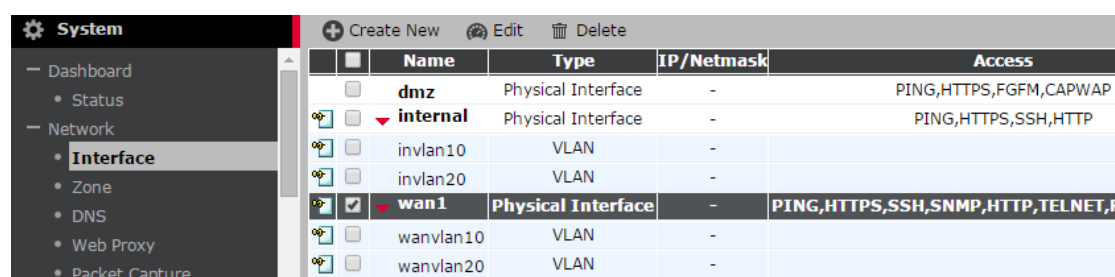 System
Dashboard
Status
Network
Interface
Zone
DNS
Web Proxy
Packet Capture
Create New Edit Delete
Name Type IP/Netmask Access
dmz Physical Interface - PING,HTTPS,FGFM,CAPWAP
internal Physical Interface - PING,HTTPS,SSH,HTTP
invlan10 VLAN -
invlan20 VLAN -
wan1 Physical Interface - PING,HTTPS,SSH,SNMP,HTTP,TELNET,
wanvlan10 VLAN -
wanvlan20 VLAN -